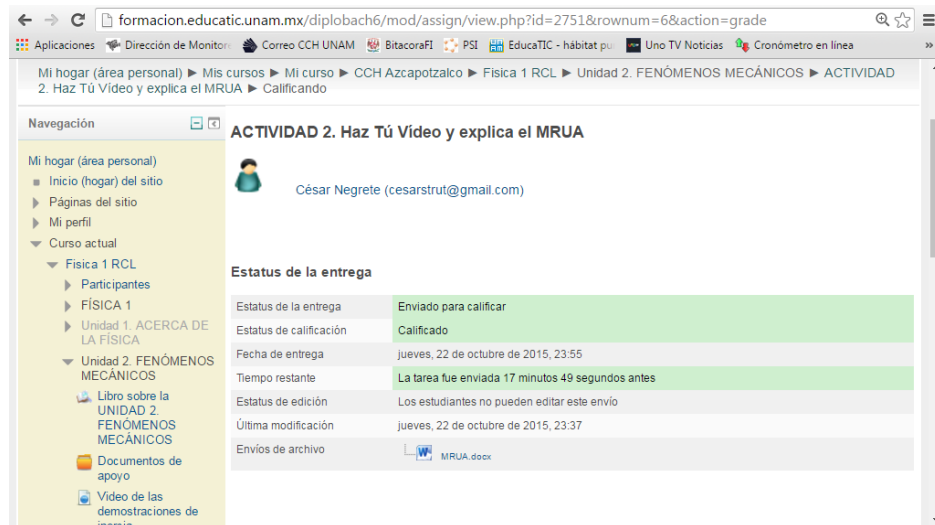 formacion.educatic.unam.mx/diplobach6/mod/assign/view.php?id=2751&rownum=6&action=grade
Aplicaciones Dirección de Monitore Correo CCH UNAM BitacoraFI PSI EducaTIC - hábitat pu Uno TV Noticias Cronómetro en línea »
Mi hogar (área personal) ► Mis cursos ► Mi curso ► CCH Azcapotzalco ► Fisica 1 RCL ► Unidad 2. FENÓMENOS MECÁNICOS ► ACTIVIDAD
2. Haz Tú Vídeo y explica el MRUA ► Calificando
Navegación
Mi hogar (área personal)
Inicio (hogar) del sitio
Páginas del sitio
Mi perfil
Curso actual
Fisica 1 RCL
Participantes
FÍSICA 1
Unidad 1. ACERCA DE
LA FÍSICA
Unidad 2. FENÓMENOS
MECÁNICOS
Libro sobre la
UNIDAD 2.
FENÓMENOS
MECÁNICOS
Documentos de
apoyo
Video de las
demostraciones de
ACTIVIDAD 2. Haz Tú Vídeo y explica el MRUA
César Negrete (cesarstrut@gmail.com)
Estatus de la entrega
Estatus de la entrega Enviado para calificar
Estatus de calificación Calificado
Fecha de entrega jueves, 22 de octubre de 2015, 23:55
Tiempo restante La tarea fue enviada 17 minutos 49 segundos antes
Estatus de edición Los estudiantes no pueden editar este envío
Última modificación jueves, 22 de octubre de 2015, 23:37
Envíos de archivo MRUA.docx